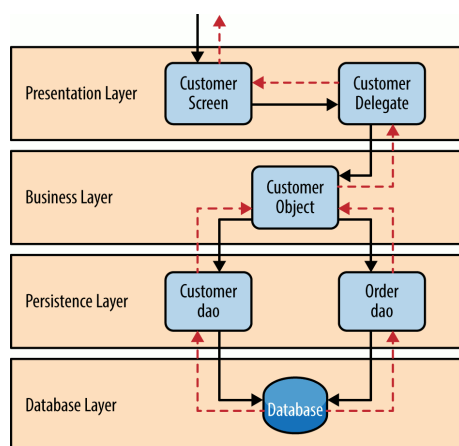 Presentation Layer
Customer
Screen
Customer
Delegate
Business Layer
Customer
Object
Persistence Layer
Customer
dao
Order
dao
Database Layer
Database